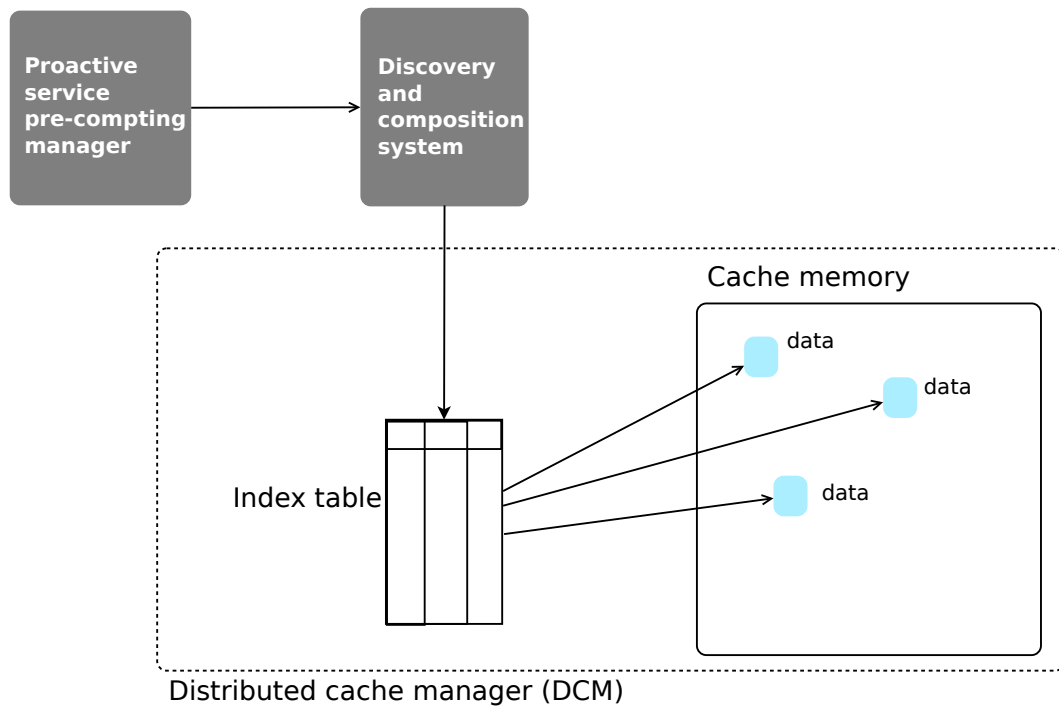 Proactive
service
pre-compting
manager
Discovery
and
composition
system
Cache memory
data
data
data
Index table
Distributed cache manager (DCM)